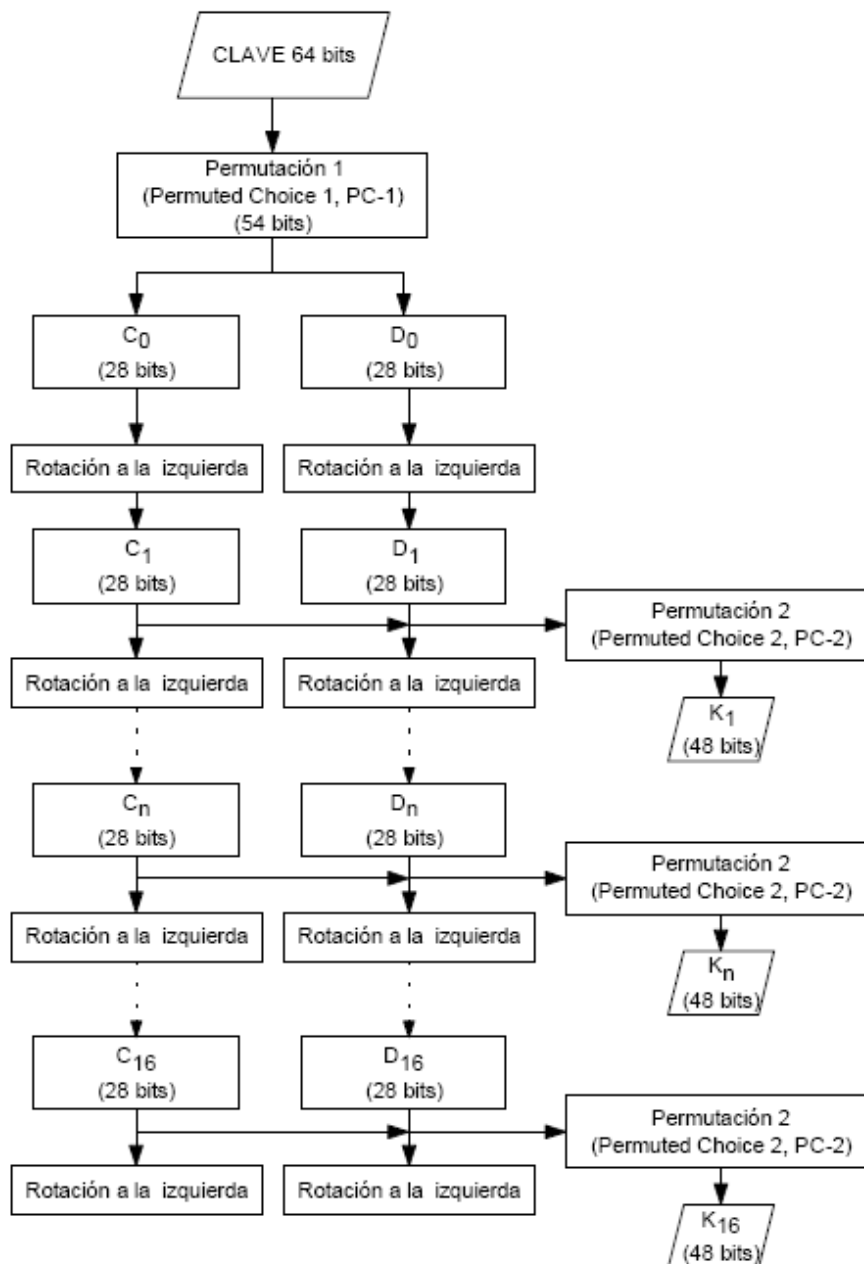 CLAVE 64 bits
Permutación 1
(Permuted Choice 1, PC-1)
(54 bits)
C0
(28 bits)
D0
(28 bits)
Rotación a la izquierda
Rotación a la izquierda
C1
(28 bits)
D1
(28 bits)
Permutación 2
(Permuted Choice 2, PC-2)
Rotación a la izquierda
Rotación a la izquierda
K1
(48 bits)
Cn
(28 bits)
Dn
(28 bits)
Permutación 2
(Permuted Choice 2, PC-2)
Rotación a la izquierda
Rotación a la izquierda
Kn
(48 bits)
C16
(28 bits)
D16
(28 bits)
Permutación 2
(Permuted Choice 2, PC-2)
Rotación a la izquierda
Rotación a la izquierda
K16
(48 bits)